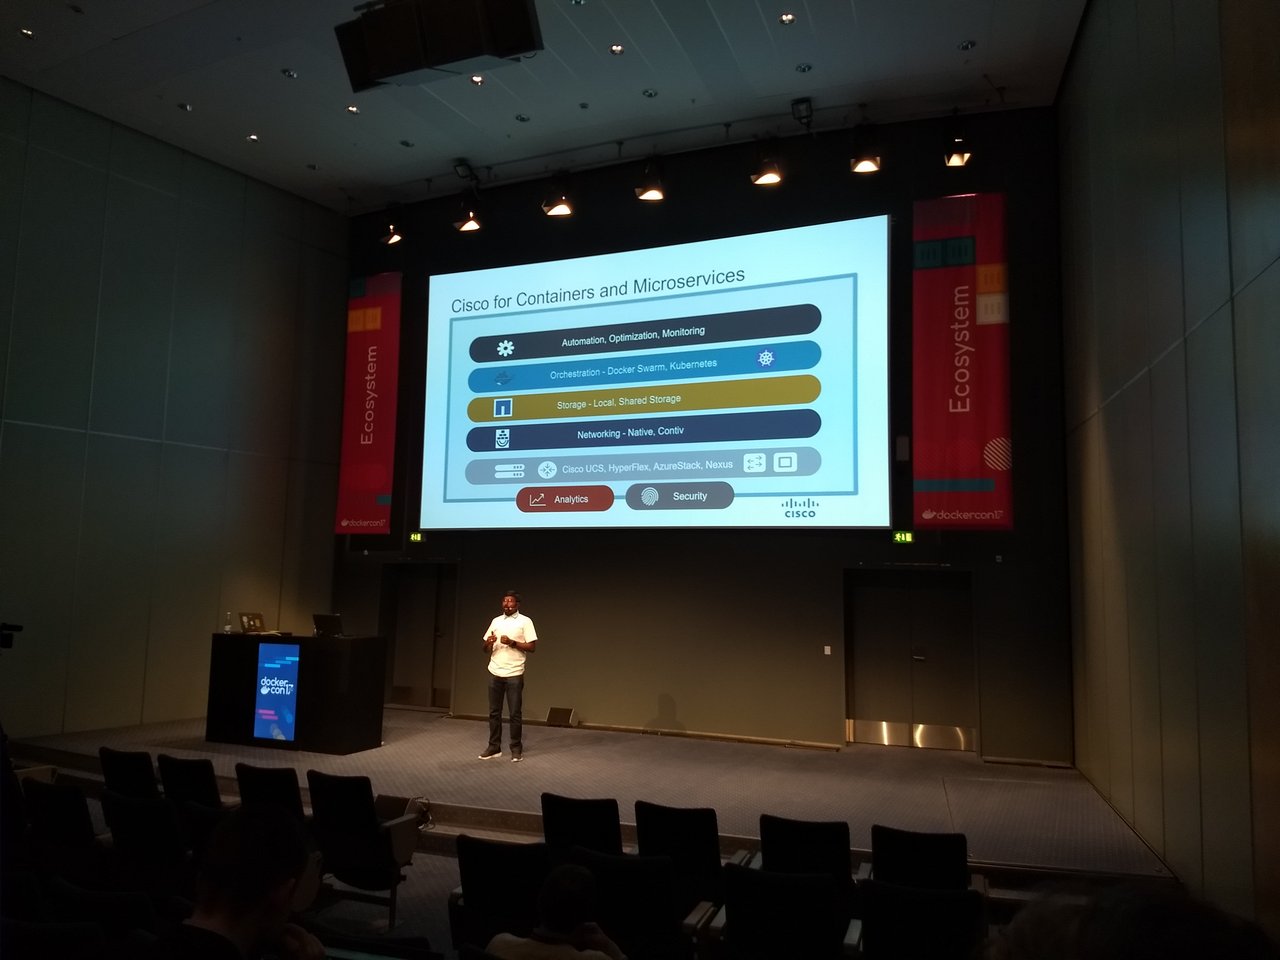 Cisco for Containers and Microservices
Automation, Optimization, Monitoring
Orchestration - Docker Swarm, Kubernetes
Storage - Local, Shared Storage
Networking - Native, Contiv
Cisco UCS, HyperFlex, AzureStack, Nexus
Analytics
Security
CISCO
Ecosystem
dockercon17
Ecosystem
dockercon17
docker
con17